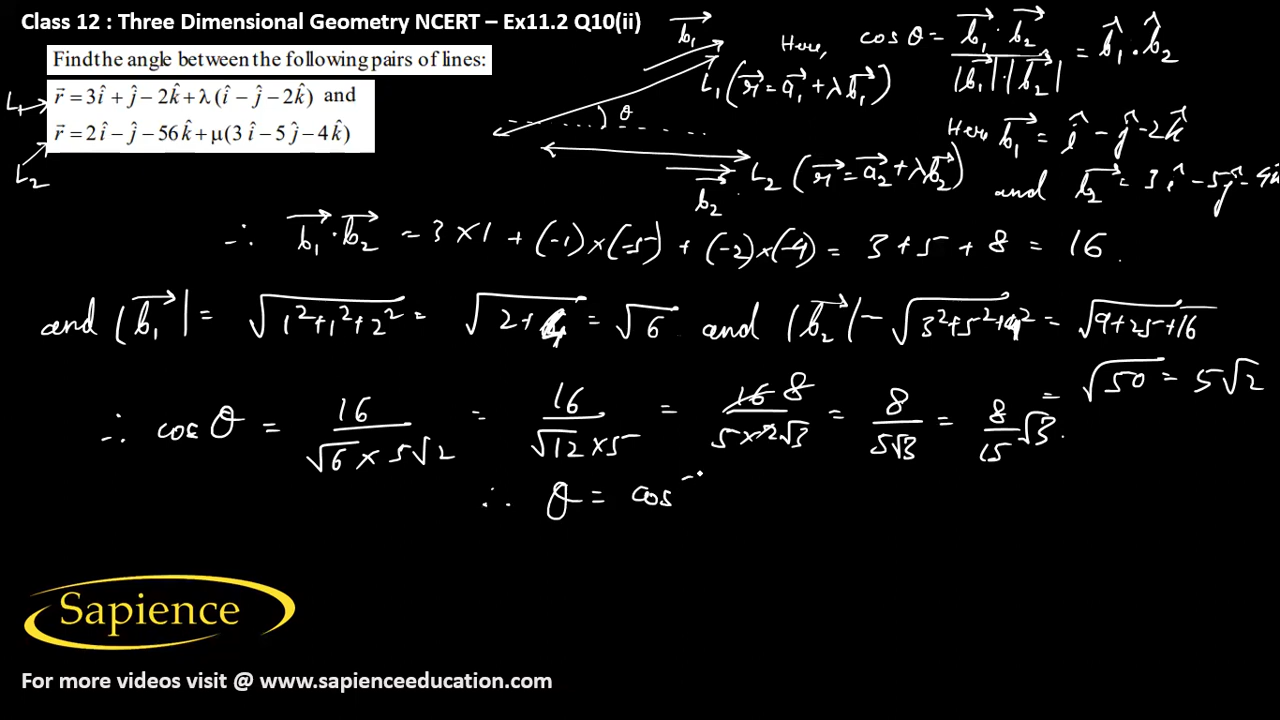 Class 12 : Three Dimensional Geometry NCERT – Ex11.2 Q10(ii)
Find the angle between the following pairs of lines:
L₁ r⃗ = 3î + ĵ − 2k̂ + λ(î − ĵ − 2k̂) and
L₂ r⃗ = 2î − ĵ − 56k̂ + μ(3î − 5ĵ − 4k̂)
b₁⃗
θ
L₁ (r⃗ = a₁⃗ + λb₁⃗)
b₂⃗
L₂ (r⃗ = a₂⃗ + λb₂⃗)
Here, cos θ = b₁⃗ · b₂⃗ / |b₁⃗|·|b₂⃗| = b̂₁ · b̂₂
Here b₁⃗ = î − ĵ − 2k̂
and b₂⃗ = 3î − 5ĵ − 4k̂
∴ b₁⃗ · b₂⃗ = 3×1 + (−1)×(−5) + (−2)×(−4) = 3 + 5 + 8 = 16
and |b₁⃗| = √(1²+1²+2²) = √(2+4) = √6 and |b₂⃗| − √(3²+5²+4²) = √(9+25+16)
= √50 = 5√2
∴ cos θ = 16/(√6 × 5√2) = 16/(√12 × 5) = 16 8/(5×2√3) = 8/(5√3) = 8/15 √3.
∴ θ = cos⁻
Sapience
For more videos visit @ www.sapienceeducation.com